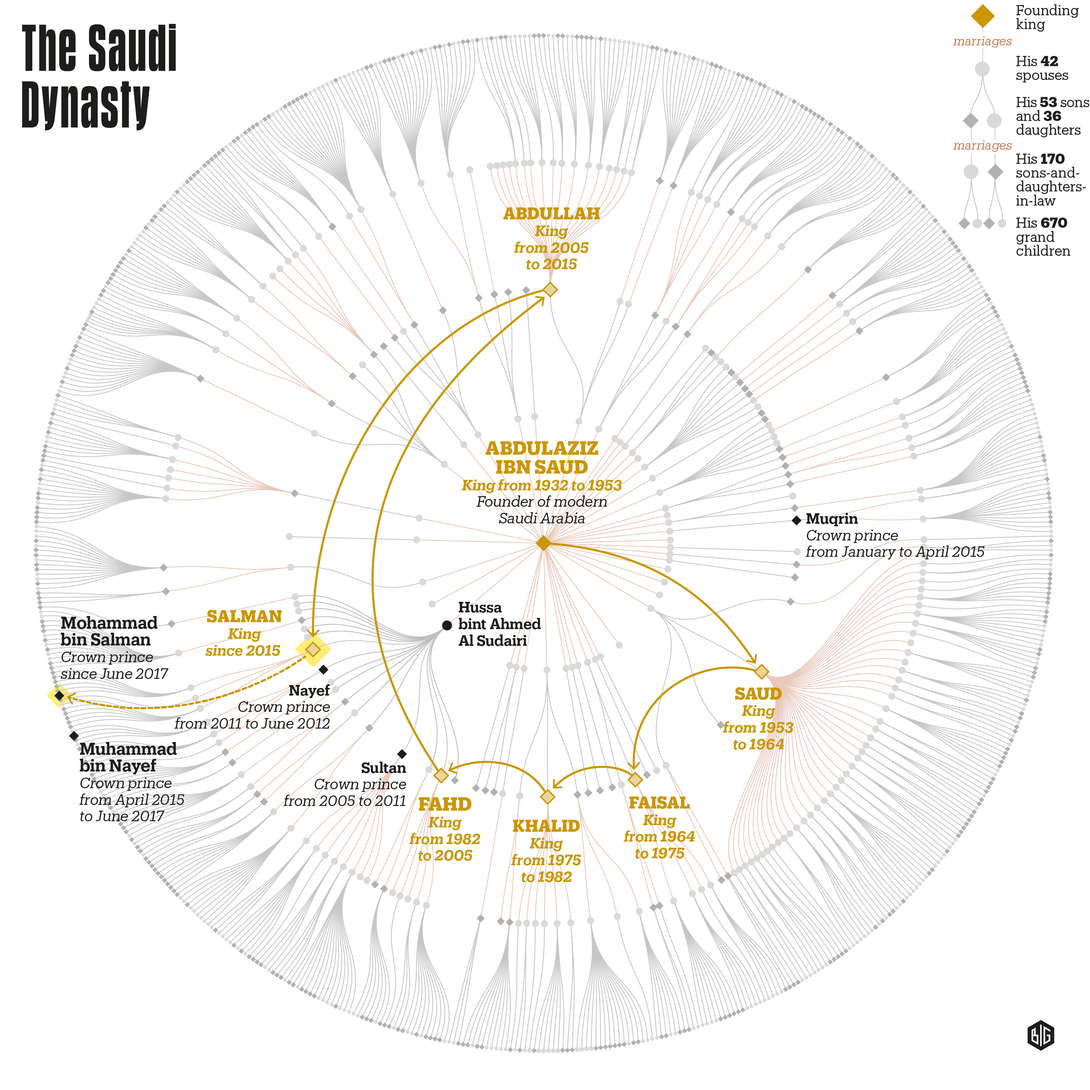 The Saudi
Dynasty
Founding
king
marriages
His 42
spouses
His 53 sons
and 36
daughters
marriages
His 170
sons-and-
daughters-
in-law
His 670
grand
children
ABDULLAH
King
from 2005
to 2015
ABDULAZIZ
IBN SAUD
King from 1932 to 1953
Founder of modern
Saudi Arabia
Muqrin
Crown prince
from January to April 2015
Hussa
bint Ahmed
Al Sudairi
SALMAN
King
since 2015
Mohammad
bin Salman
Crown prince
since June 2017
Nayef
Crown prince
from 2011 to June 2012
Muhammad
bin Nayef
Crown prince
from April 2015
to June 2017
Sultan
Crown prince
from 2005 to 2011
SAUD
King
from 1953
to 1964
FAHD
King
from 1982
to 2005
KHALID
King
from 1975
to 1982
FAISAL
King
from 1964
to 1975
BIG